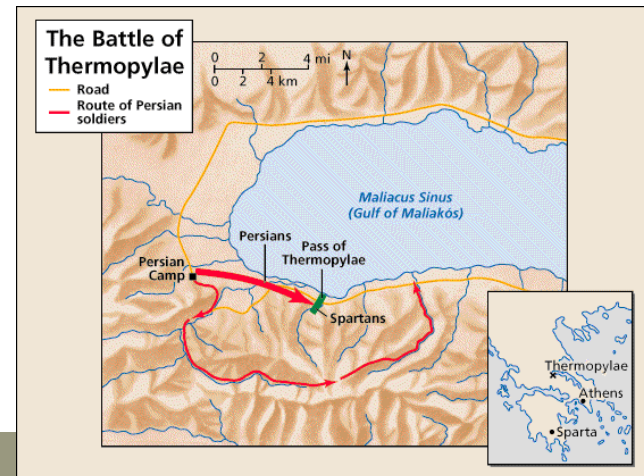 The Battle of
Thermopylae
Road
Route of Persian
soldiers
0 2 4 mi
0 2 4 km
N
Maliacus Sinus
(Gulf of Maliakós)
Persians
Pass of
Thermopylae
Persian
Camp
Spartans
Thermopylae
Athens
Sparta